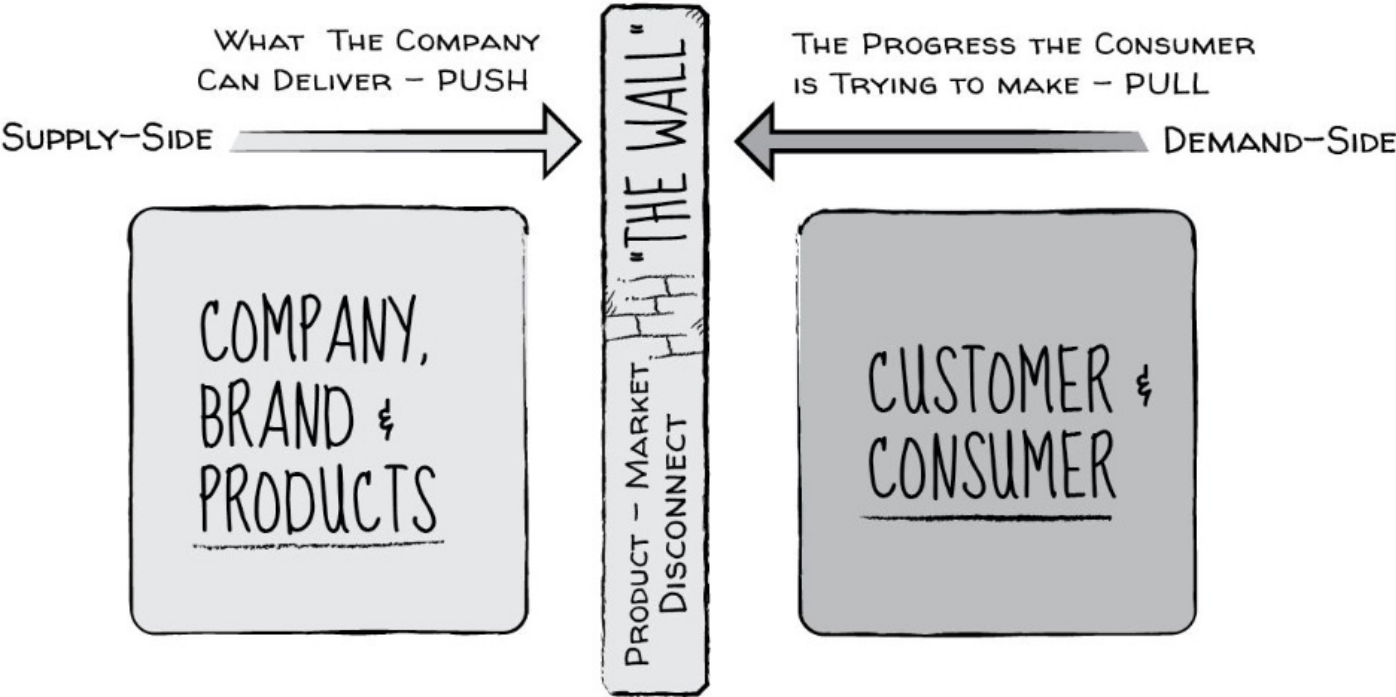 What The Company
Can Deliver – PUSH
Supply-Side
"THE WALL"
Product – Market
Disconnect
The Progress the Consumer
is Trying to make – PULL
Demand-Side
COMPANY,
BRAND &
PRODUCTS
CUSTOMER &
CONSUMER